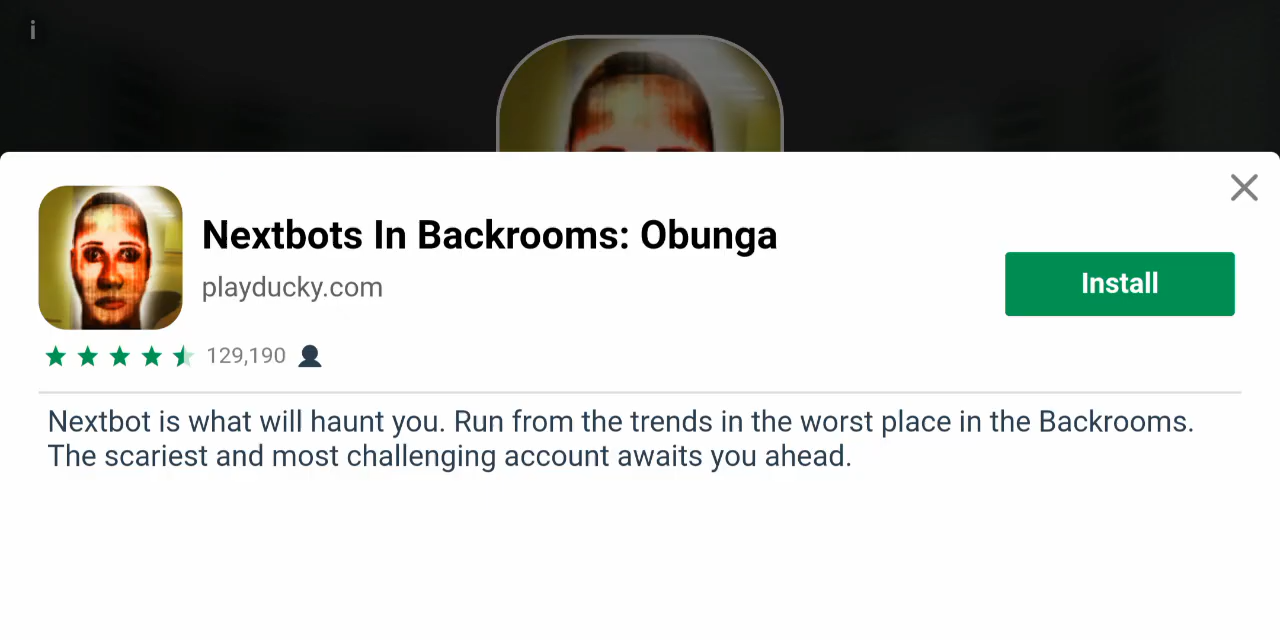 i
Nextbots In Backrooms: Obunga
playducky.com
Install
129,190
Nextbot is what will haunt you. Run from the trends in the worst place in the Backrooms.
The scariest and most challenging account awaits you ahead.